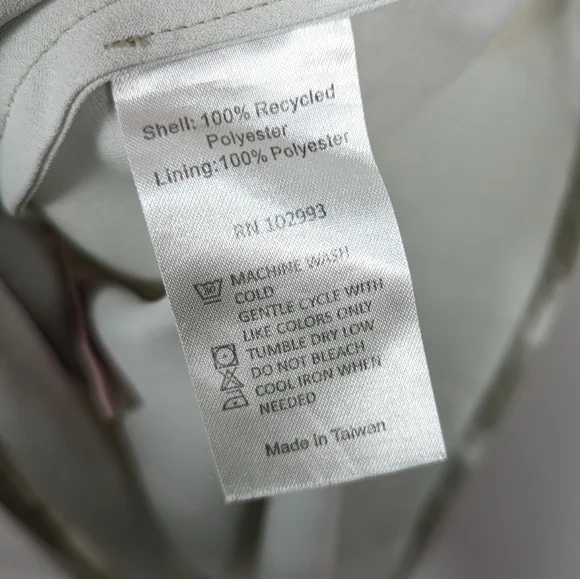 Shell: 100% Recycled
Polyester
Lining:100% Polyester
RN 102993
MACHINE WASH
COLD
GENTLE CYCLE WITH
LIKE COLORS ONLY
TUMBLE DRY LOW
DO NOT BLEACH
COOL IRON WHEN
NEEDED
Made in Taiwan